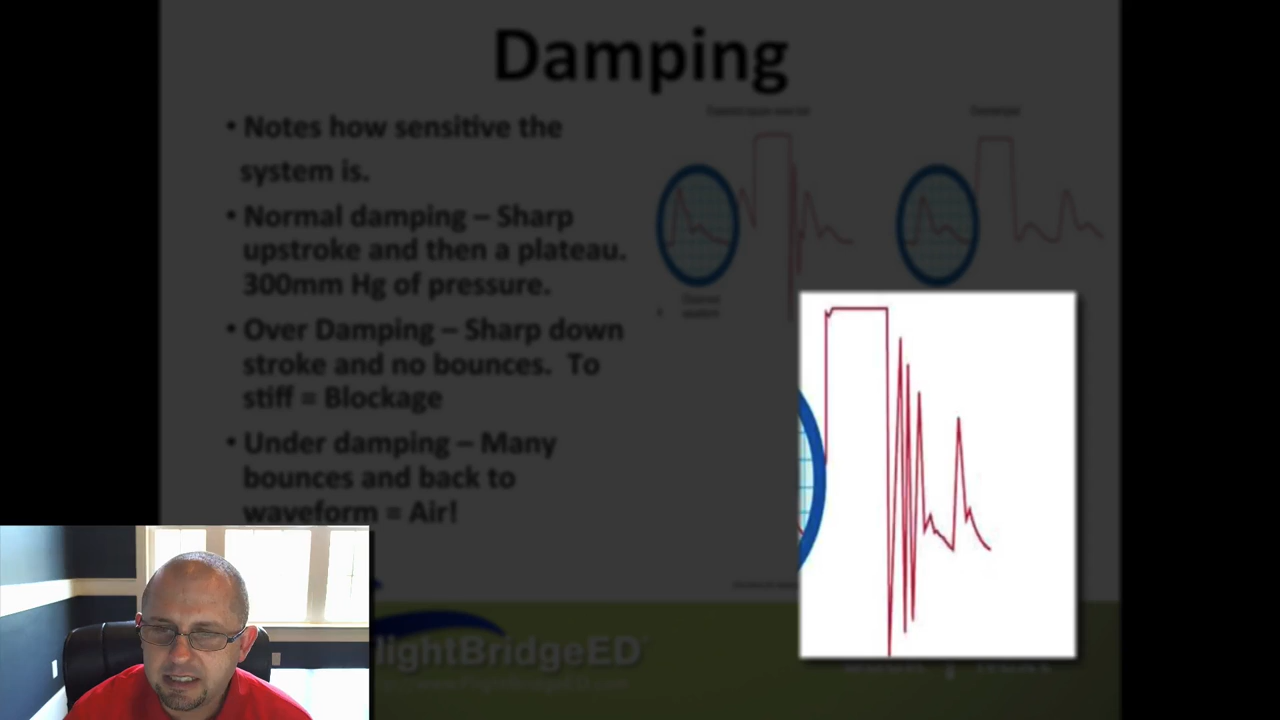 Damping
• Notes how sensitive the
system is.
• Normal damping – Sharp
upstroke and then a plateau.
300mm Hg of pressure.
• Over Damping – Sharp down
stroke and no bounces. To
stiff = Blockage
• Under damping – Many
bounces and back to
waveform = Air!
lightBridgeED